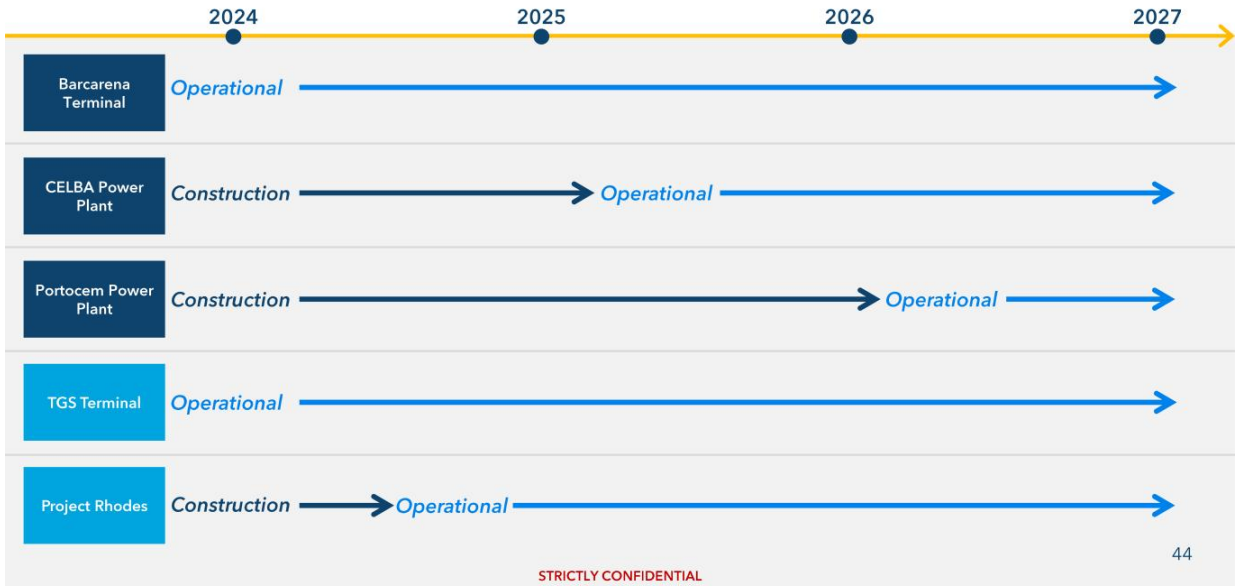 2024 2025 2026 2027
Barcarena
Terminal
Operational
CELBA Power
Plant
Construction Operational
Portocem Power
Plant
Construction Operational
TGS Terminal
Operational
Project Rhodes
Construction Operational
44
STRICTLY CONFIDENTIAL